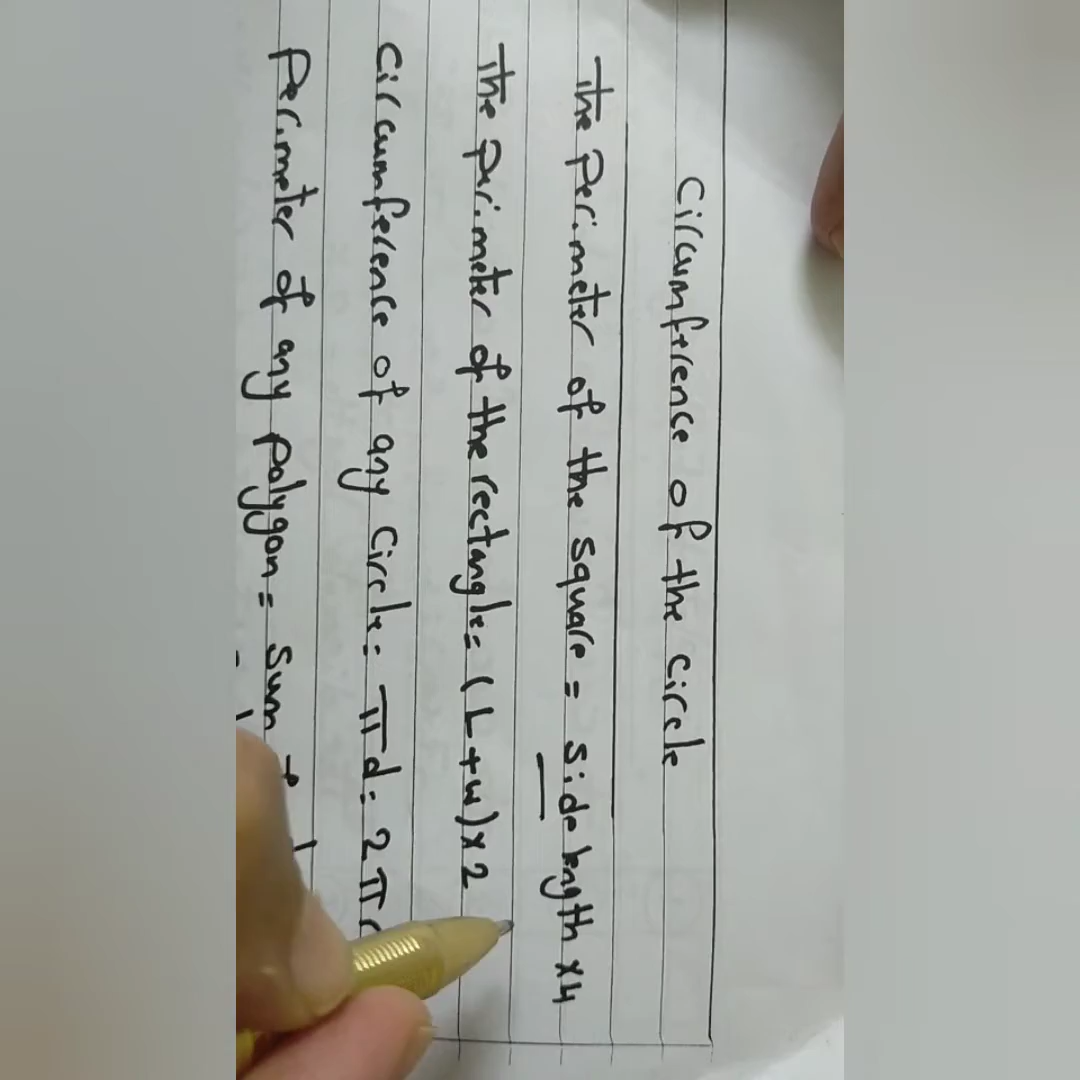 Circumference of the circle
The perimeter of the square = side length x4
The perimeter of the rectangle = (L+w)x2
Circumference of any circle = πd = 2πr
Perimeter of any polygon = sum